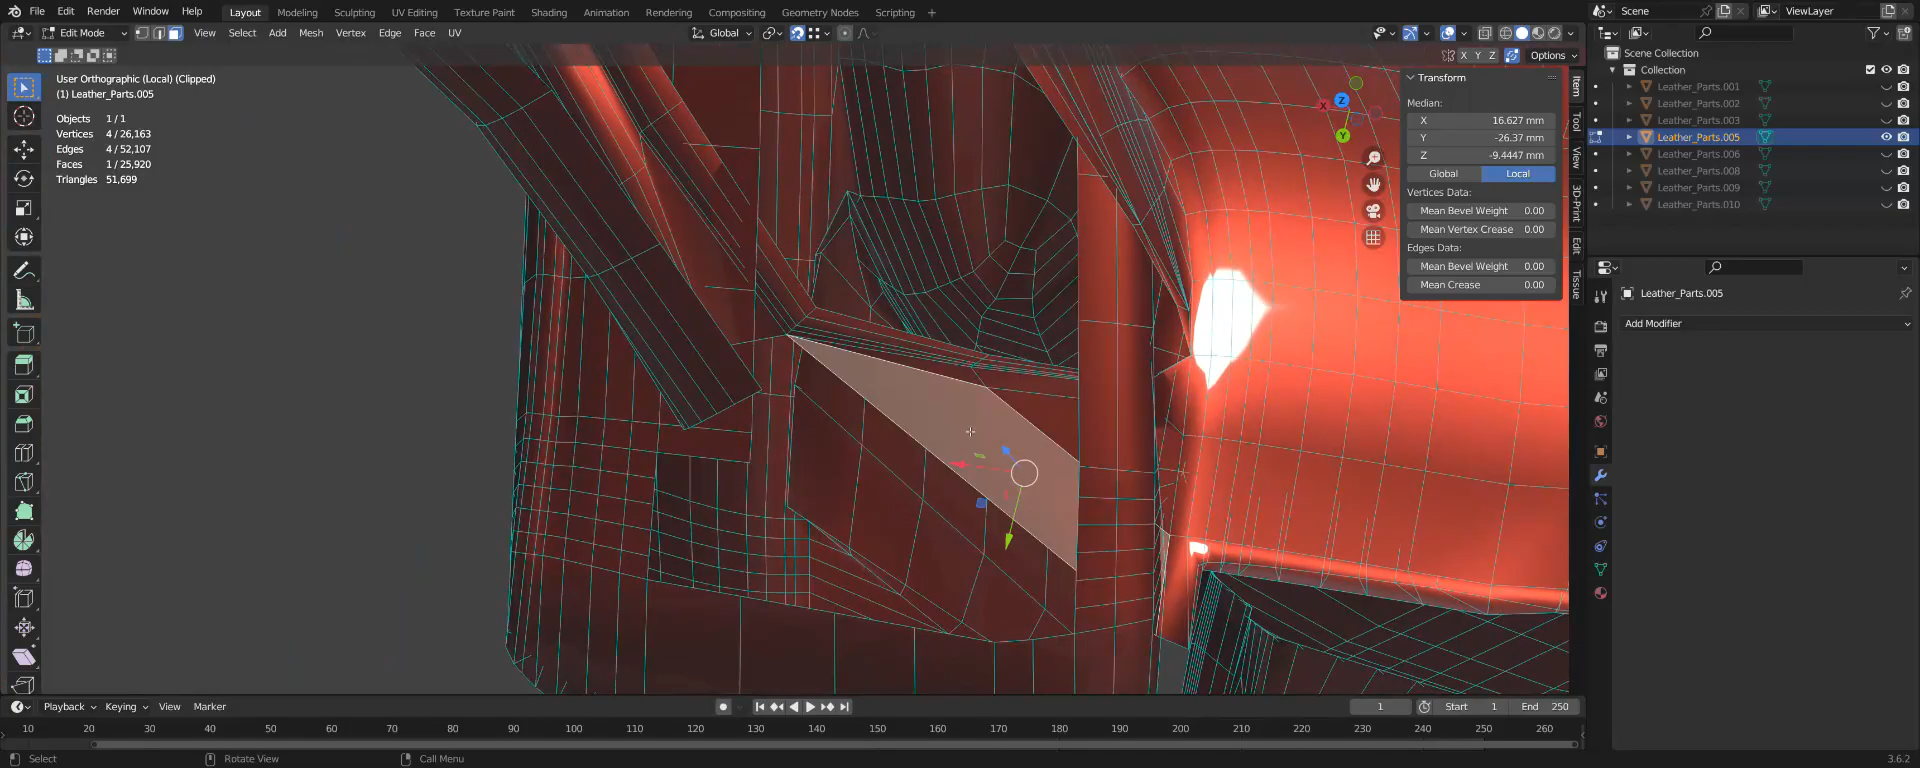 File Edit Render Window Help Layout Modeling Sculpting UV Editing Texture Paint Shading Animation Rendering Compositing Geometry Nodes Scripting + Scene ViewLayer
Edit Mode View Select Add Mesh Vertex Edge Face UV Global
X Y Z Options
User Orthographic (Local) (Clipped)
(1) Leather_Parts.005
Objects 1 / 1
Vertices 4 / 26,163
Edges 4 / 52,107
Faces 1 / 25,920
Triangles 51,699
X Z Y
Transform
Median:
X 16.627 mm
Y -26.37 mm
Z -9.4447 mm
Global Local
Vertices Data:
Mean Bevel Weight 0.00
Mean Vertex Crease 0.00
Edges Data:
Mean Bevel Weight 0.00
Mean Crease 0.00
Item
Tool
View
3D-Print
Edit
Tissue
Scene Collection
Collection
Leather_Parts.001
Leather_Parts.002
Leather_Parts.003
Leather_Parts.005
Leather_Parts.006
Leather_Parts.008
Leather_Parts.009
Leather_Parts.010
Leather_Parts.005
Add Modifier
Playback Keying View Marker 1 Start 1 End 250
10 20 30 40 50 60 70 80 90 100 110 120 130 140 150 160 170 180 190 200 210 220 230 240 250 260
Select Rotate View Call Menu 3.6.2